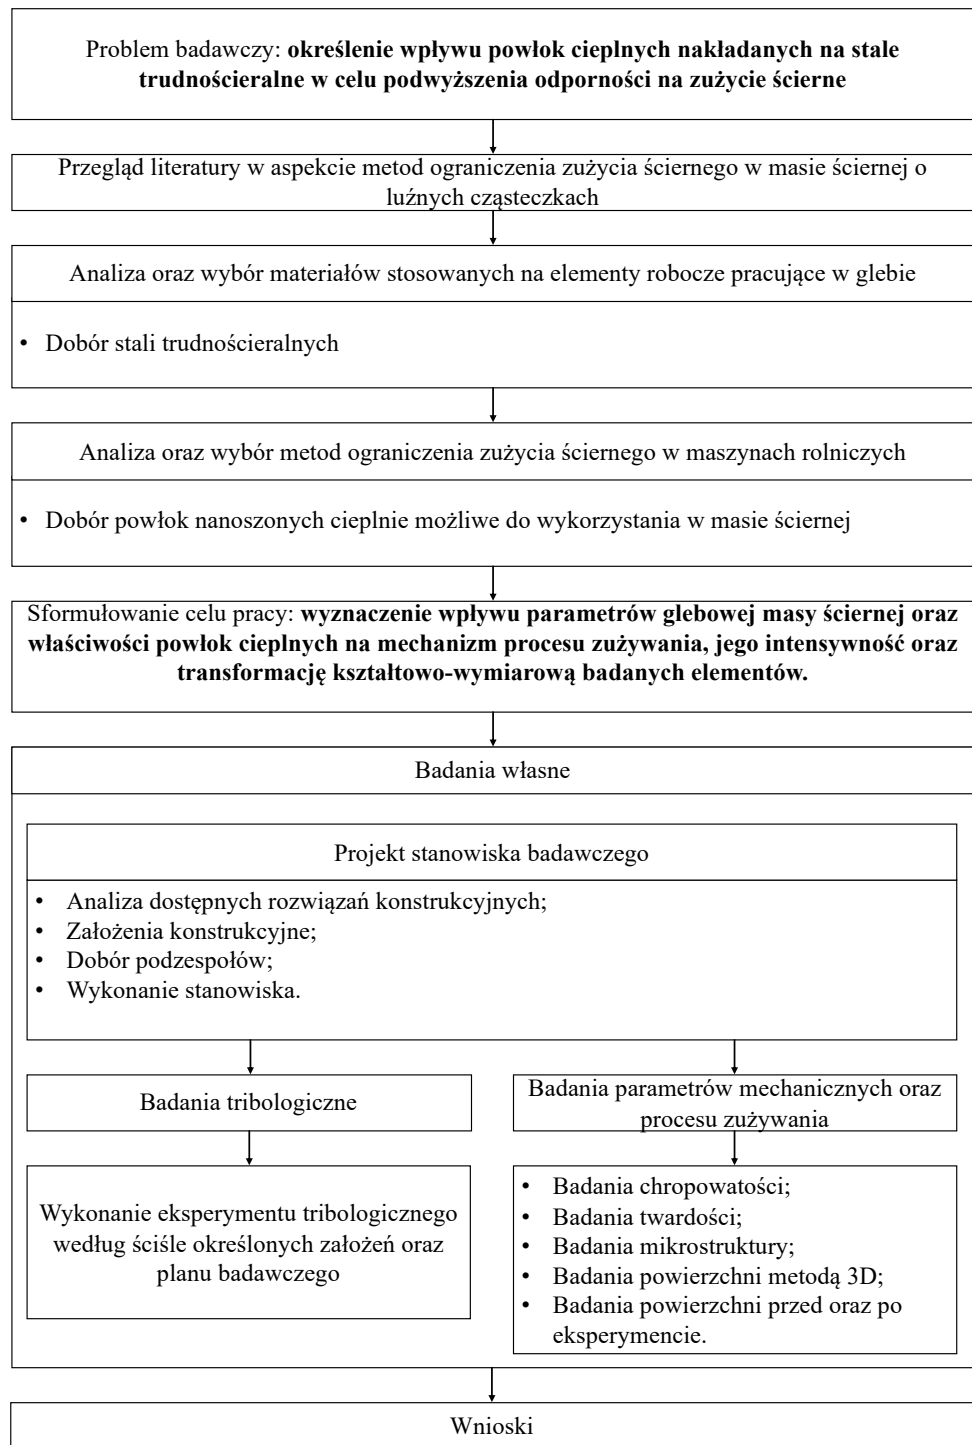 Problem badawczy: określenie wpływu powłok cieplnych nakładanych na stale
trudnościeralne w celu podwyższenia odporności na zużycie ścierne
Przegląd literatury w aspekcie metod ograniczenia zużycia ściernego w masie ściernej o
luźnych cząsteczkach
Analiza oraz wybór materiałów stosowanych na elementy robocze pracujące w glebie
• Dobór stali trudnościeralnych
Analiza oraz wybór metod ograniczenia zużycia ściernego w maszynach rolniczych
• Dobór powłok nanoszonych cieplnie możliwe do wykorzystania w masie ściernej
Sformułowanie celu pracy: wyznaczenie wpływu parametrów glebowej masy ściernej oraz
właściwości powłok cieplnych na mechanizm procesu zużywania, jego intensywność oraz
transformację kształtowo-wymiarową badanych elementów.
Badania własne
Projekt stanowiska badawczego
• Analiza dostępnych rozwiązań konstrukcyjnych;
• Założenia konstrukcyjne;
• Dobór podzespołów;
• Wykonanie stanowiska.
Badania tribologiczne
Wykonanie eksperymentu tribologicznego
według ściśle określonych założeń oraz
planu badawczego
Badania parametrów mechanicznych oraz
procesu zużywania
• Badania chropowatości;
• Badania twardości;
• Badania mikrostruktury;
• Badania powierzchni metodą 3D;
• Badania powierzchni przed oraz po
eksperymencie.
Wnioski